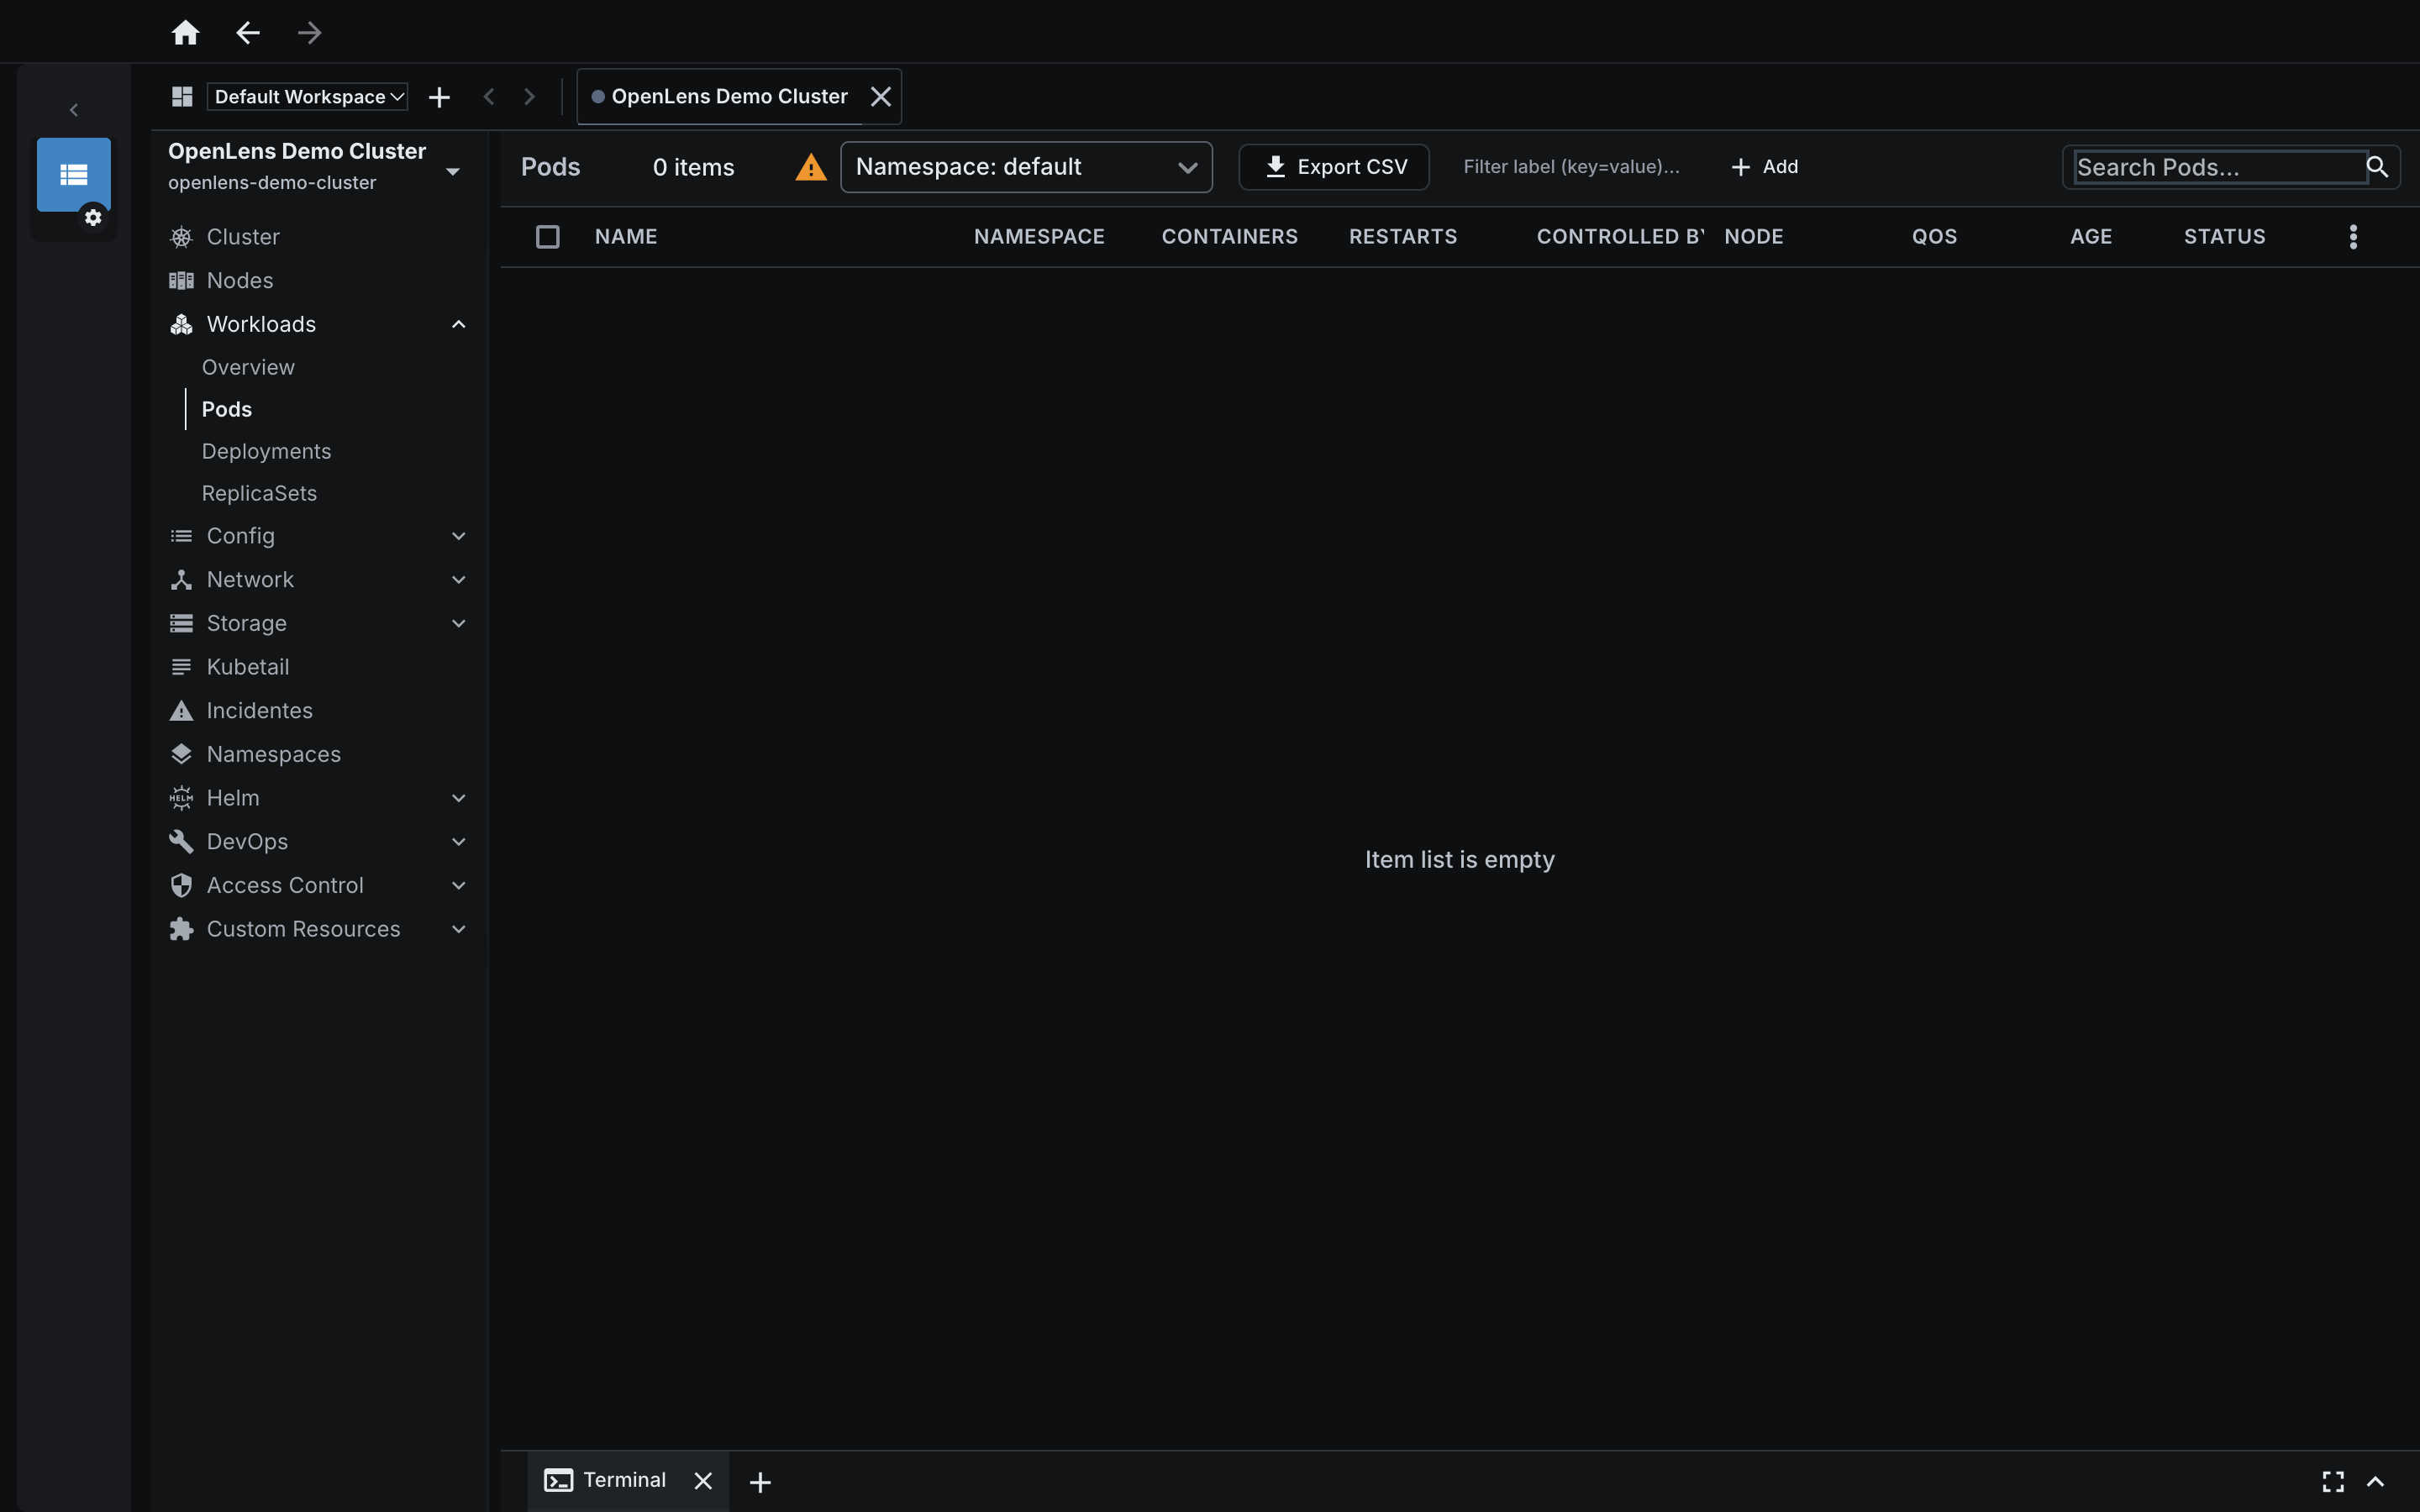 Default Workspace
OpenLens Demo Cluster
OpenLens Demo Cluster
openlens-demo-cluster
Cluster
Nodes
Workloads
Overview
Pods
Deployments
ReplicaSets
Config
Network
Storage
Kubetail
Incidentes
Namespaces
HELM
Helm
DevOps
Access Control
Custom Resources
Pods
0 items
Namespace: default
Export CSV
Filter label (key=value)...
Add
Search Pods...
NAME
NAMESPACE
CONTAINERS
RESTARTS
CONTROLLED BY
NODE
QOS
AGE
STATUS
Item list is empty
Terminal